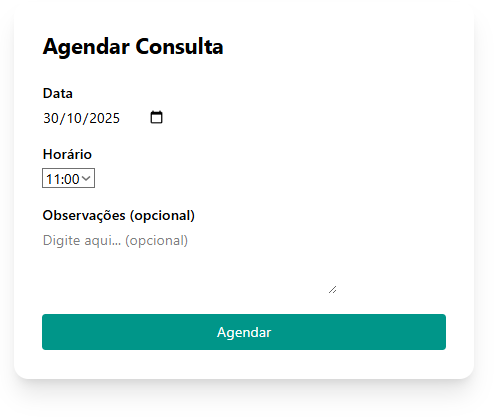 Agendar Consulta
Data
30/10/2025
Horário
11:00
Observações (opcional)
Digite aqui... (opcional)
Agendar